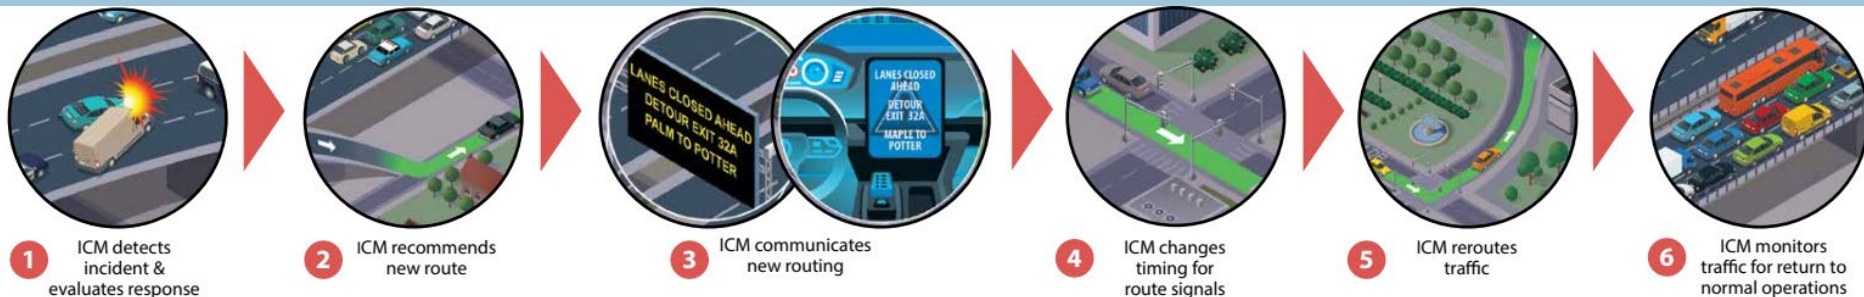 LANES CLOSED AHEAD
DETOUR EXIT 32A
PALM TO POTTER
LANES CLOSED
AHEAD
DETOUR
EXIT 32A
MAPLE TO
POTTER
1
ICM detects
incident &
evaluates response
2
ICM recommends
new route
3
ICM communicates
new routing
4
ICM changes
timing for
route signals
5
ICM reroutes
traffic
6
ICM monitors
traffic for return to
normal operations